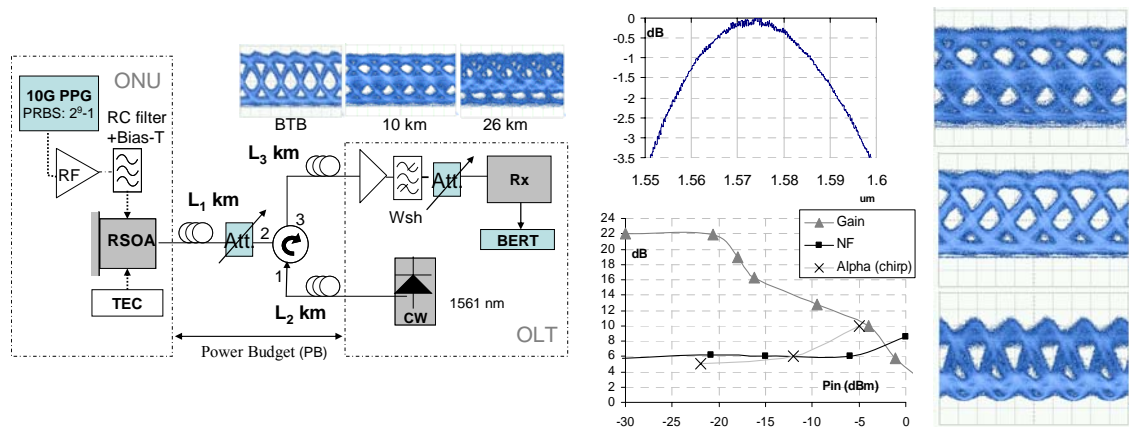 ONU
10G PPG
PRBS: 2⁹-1
RC filter
+Bias-T
RF
RSOA
TEC
L₁ km
Att.
2
3
1
L₃ km
L₂ km
BTB
10 km
26 km
Wsh
Att.
Rx
BERT
CW
1561 nm
OLT
Power Budget (PB)
dB
0
-0.5
-1
-1.5
-2
-2.5
-3
-3.5
1.55
1.56
1.57
1.58
1.59
1.6
um
Gain
NF
Alpha (chirp)
dB
24
22
20
18
16
14
12
10
8
6
4
2
0
Pin (dBm)
-30
-25
-20
-15
-10
-5
0